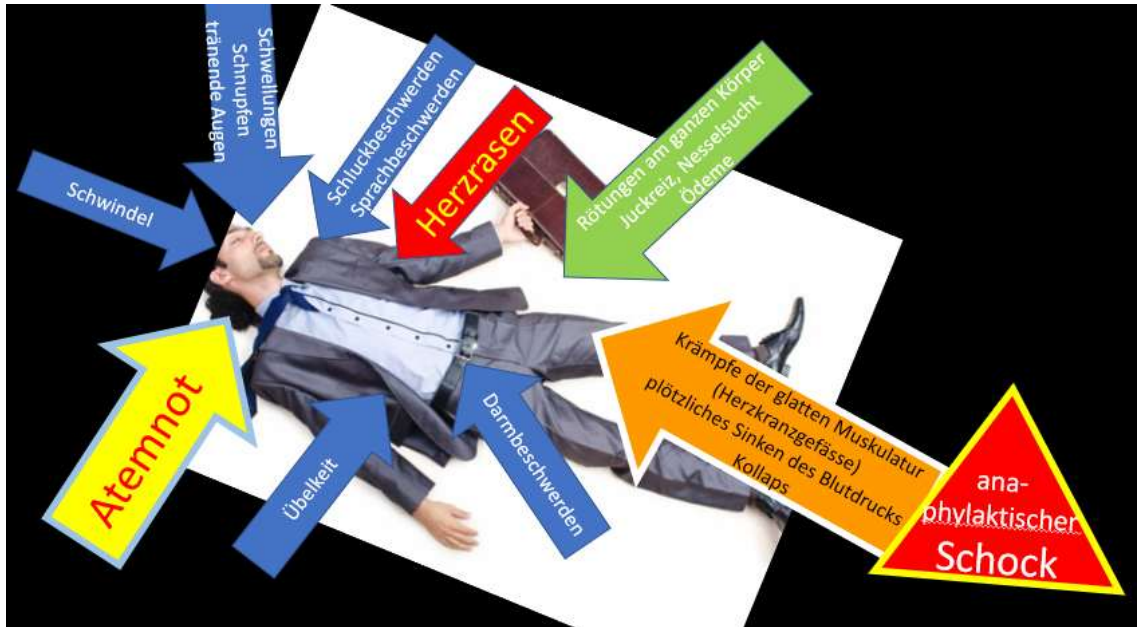 Schwellungen
Schnupfen
tränende Augen
Schwindel
Schluckbeschwerden
Sprachbeschwerden
Herzrasen
Rötungen am ganzen Körper
Juckreiz, Nesselsucht
Ödeme
Atemnot
Übelkeit
Darmbeschwerden
Krämpfe der glatten Muskulatur
(Herzkranzgefässe)
plötzliches Sinken des Blutdrucks
Kollaps
ana-
phylaktischer
Schock